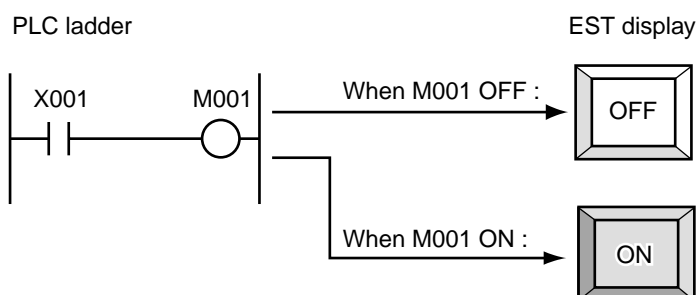 PLC ladder
EST display
X001
M001
When M001 OFF :
OFF
When M001 ON :
ON